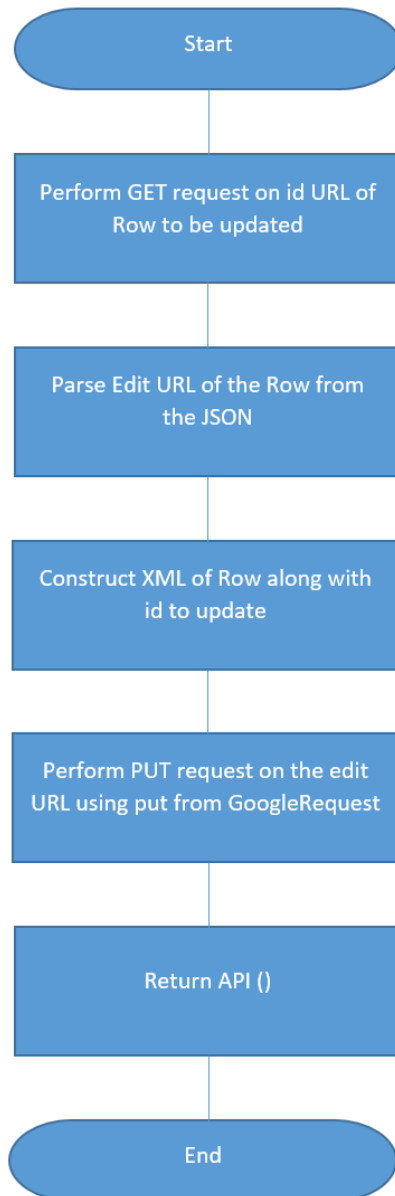 Start
Perform GET request on id URL of
Row to be updated
Parse Edit URL of the Row from
the JSON
Construct XML of Row along with
id to update
Perform PUT request on the edit
URL using put from GoogleRequest
Return API ()
End